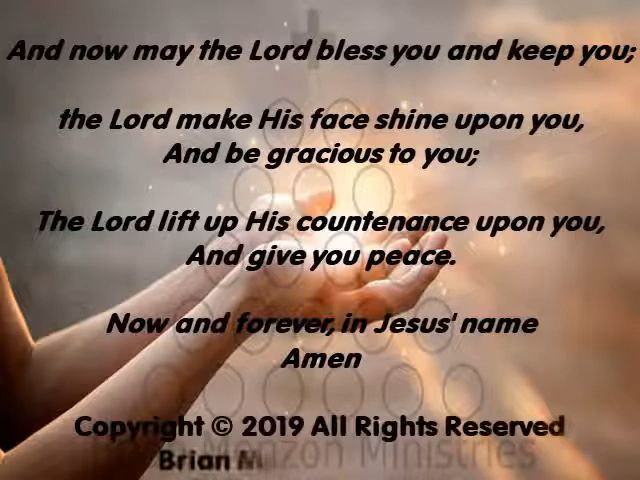 And now may the Lord bless you and keep you;
the Lord make His face shine upon you,
And be gracious to you;
The Lord lift up His countenance upon you,
And give you peace.
Now and forever, in Jesus' name
Amen
Copyright © 2019 All Rights Reserved
Brian M
Ministries